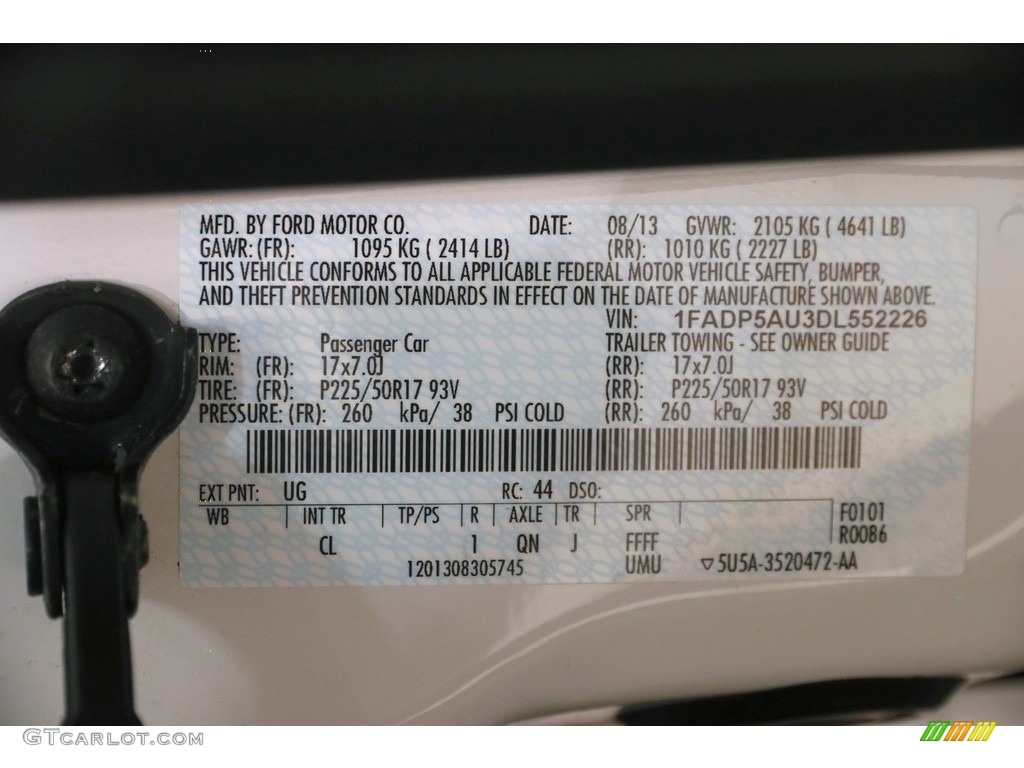 MFD. BY FORD MOTOR CO. DATE: 08/13 GVWR: 2105 KG ( 4641 LB)
GAWR: (FR): 1095 KG ( 2414 LB) (RR): 1010 KG ( 2227 LB)
THIS VEHICLE CONFORMS TO ALL APPLICABLE FEDERAL MOTOR VEHICLE SAFETY, BUMPER,
AND THEFT PREVENTION STANDARDS IN EFFECT ON THE DATE OF MANUFACTURE SHOWN ABOVE.
VIN: 1FADP5AU3DL552226
TYPE: Passenger Car TRAILER TOWING - SEE OWNER GUIDE
RIM: (FR): 17x7.0J (RR): 17x7.0J
TIRE: (FR): P225/50R17 93V (RR): P225/50R17 93V
PRESSURE: (FR): 260 kPa/ 38 PSI COLD (RR): 260 kPa/ 38 PSI COLD
EXT PNT: UG RC: 44 DSO:
WB INT TR TP/PS R AXLE TR SPR F0101
CL 1 QN J FFFF R0086
1201308305745 UMU ▽5U5A-3520472-AA
GTCarlot.com